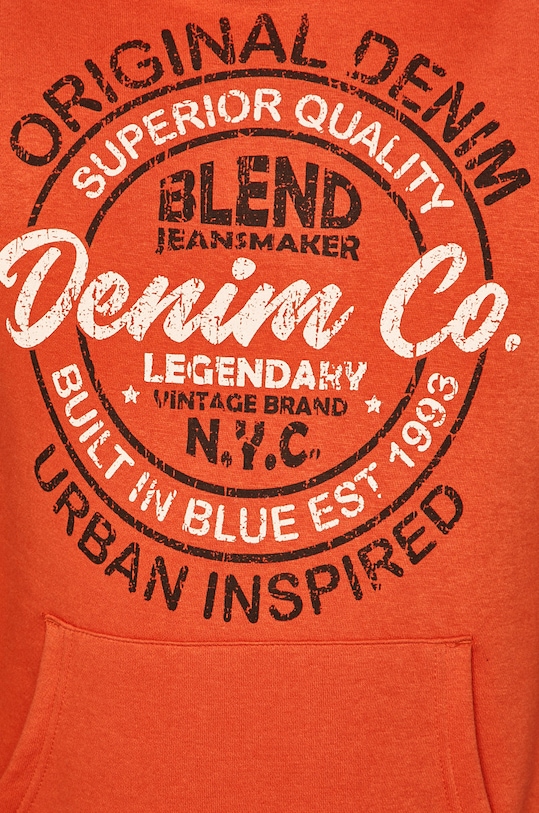 ORIGINAL DENIM
SUPERIOR QUALITY
BLEND
JEANSMAKER
Denim Co.
LEGENDARY
VINTAGE BRAND
N.Y.C.
BUILT IN BLUE EST 1993
URBAN INSPIRED